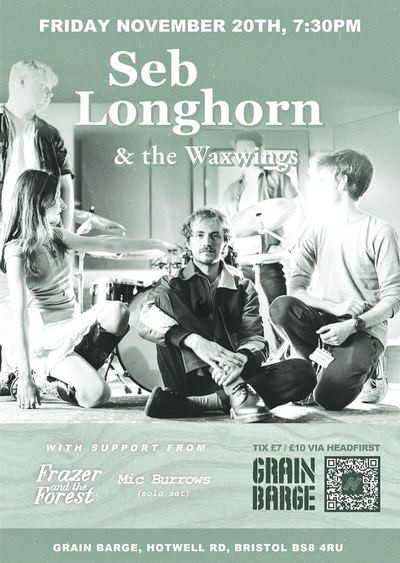 FRIDAY NOVEMBER 20TH, 7:30PM
Seb
Longhorn
& the Waxwings
WITH SUPPORT FROM
Frazer
and the
Forest
Mic Burrows
(solo set)
TIX £7 / £10 VIA HEADFIRST
GRAIN
BARGE
GRAIN BARGE, HOTWELL RD, BRISTOL BS8 4RU